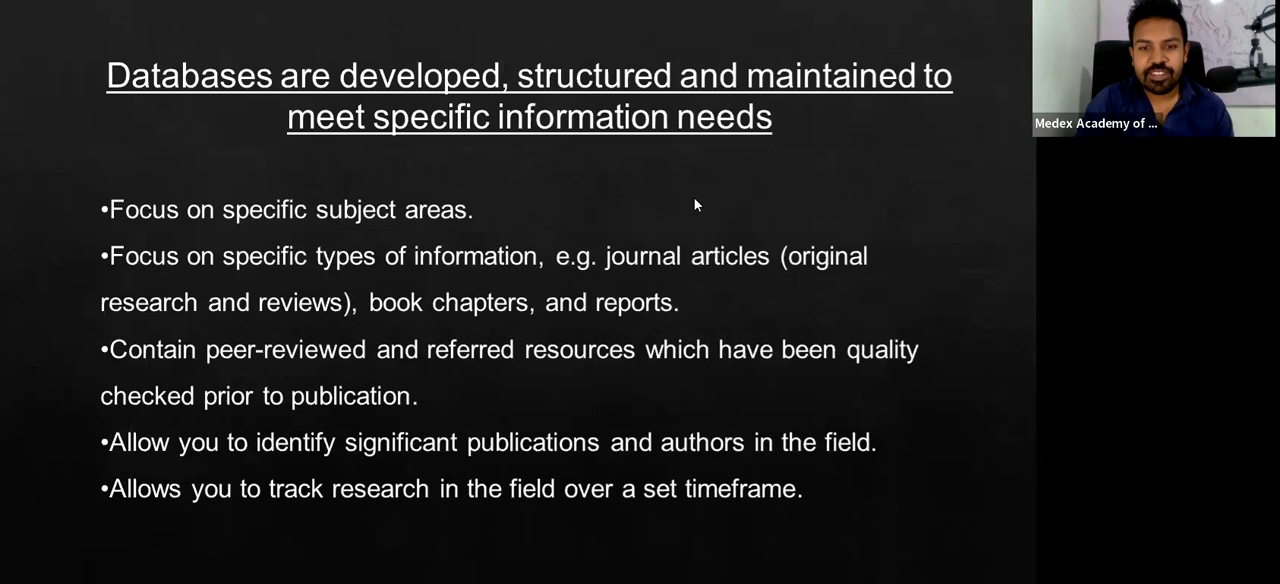 Databases are developed, structured and maintained to
meet specific information needs
Medex Academy of ...
•Focus on specific subject areas.
•Focus on specific types of information, e.g. journal articles (original
research and reviews), book chapters, and reports.
•Contain peer-reviewed and referred resources which have been quality
checked prior to publication.
•Allow you to identify significant publications and authors in the field.
•Allows you to track research in the field over a set timeframe.